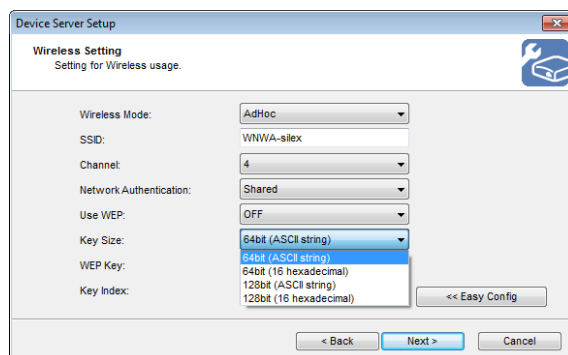 Device Server Setup
Wireless Setting
Setting for Wireless usage.
Wireless Mode: AdHoc
SSID: WNWA-silex
Channel: 4
Network Authentication: Shared
Use WEP: OFF
Key Size: 64bit (ASCII string)
64bit (ASCII string)
WEP Key: 64bit (16 hexadecimal)
128bit (ASCII string)
Key Index: 128bit (16 hexadecimal)
<< Easy Config
< Back Next > Cancel